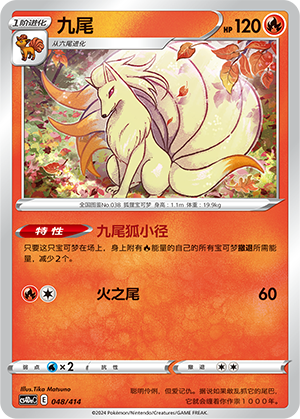 1阶进化
九尾
HP 120
从六尾进化
全国图鉴No.038 狐狸宝可梦 身高:1.1m 体重:19.9kg
特性 九尾狐小径
只要这只宝可梦在场上,身上附有能量的自己的所有宝可梦撤退所需能
量,减少2个。
火之尾 60
弱点 ×2 抗性 撤退
Illus.Tika Matsuno
聪明伶俐,但爱记仇。据说如果敢乱抓它的尾巴,
它就会缠着你作祟1000年。
E 048/414
©2024 Pokémon/Nintendo/Creatures/GAME FREAK.